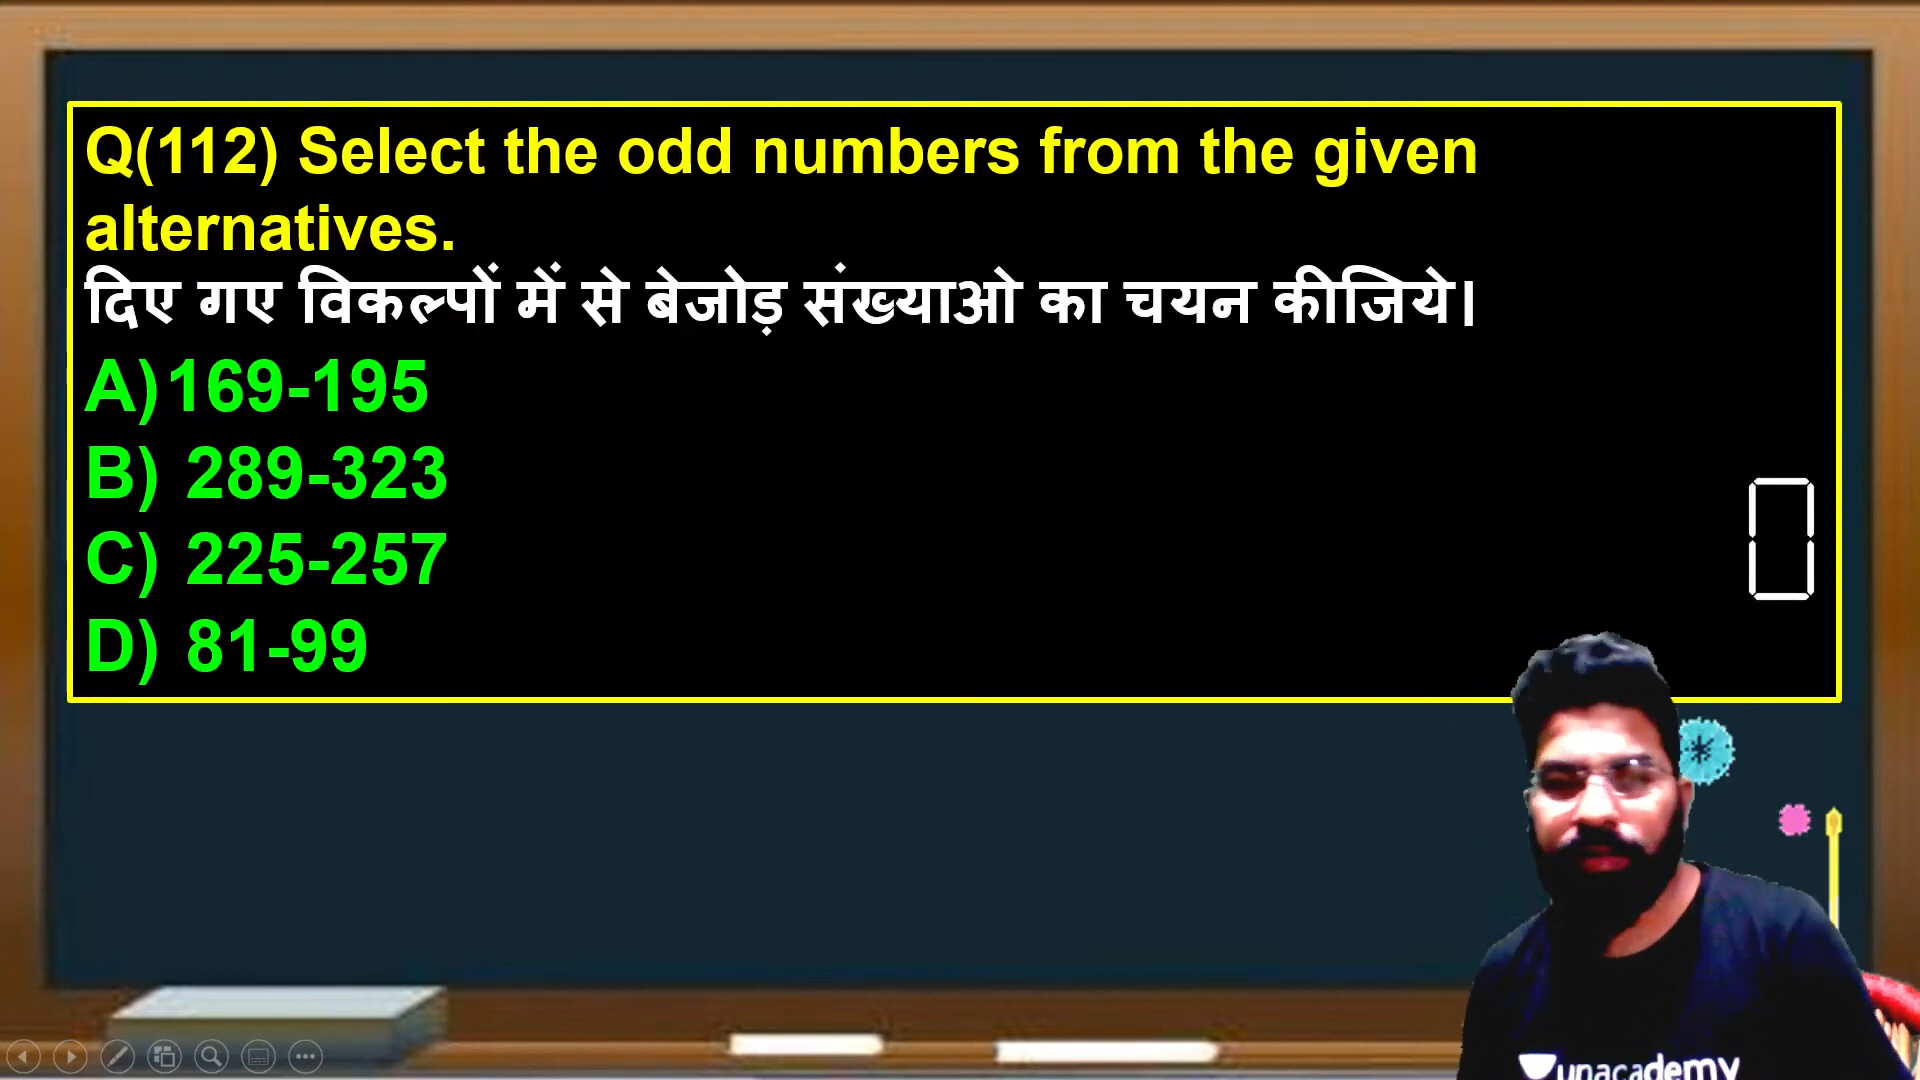 Q(112) Select the odd numbers from the given
alternatives.
दिए गए विकल्पों में से बेजोड़ संख्याओ का चयन कीजिये।
A)169-195
B) 289-323
C) 225-257
D) 81-99
0
unacademy